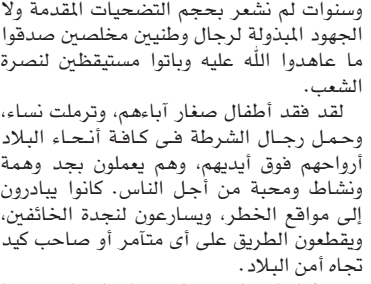 وسنوات لم نشعر بحجم التضحيات المقدمة ولا
الجهود المبذولة لرجال وطنيين مخلصين صدقوا
ما عاهدوا الله عليه وباتوا مستيقظين لنصرة
الشعب.
لقد فقد أطفال صغار آباءهم، وترملت نساء،
وحمل رجال الشرطة فى كافة أنحاء البلاد
أرواحهم فوق أيديهم، وهم يعملون بجد وهمة
ونشاط ومحبة من أجل الناس. كانوا يبادرون
إلى مواقع الخطر، ويسارعون لنجدة الخائفين،
ويقطعون الطريق على أى متآمر أو صاحب كيد
تجاه أمن البلاد.